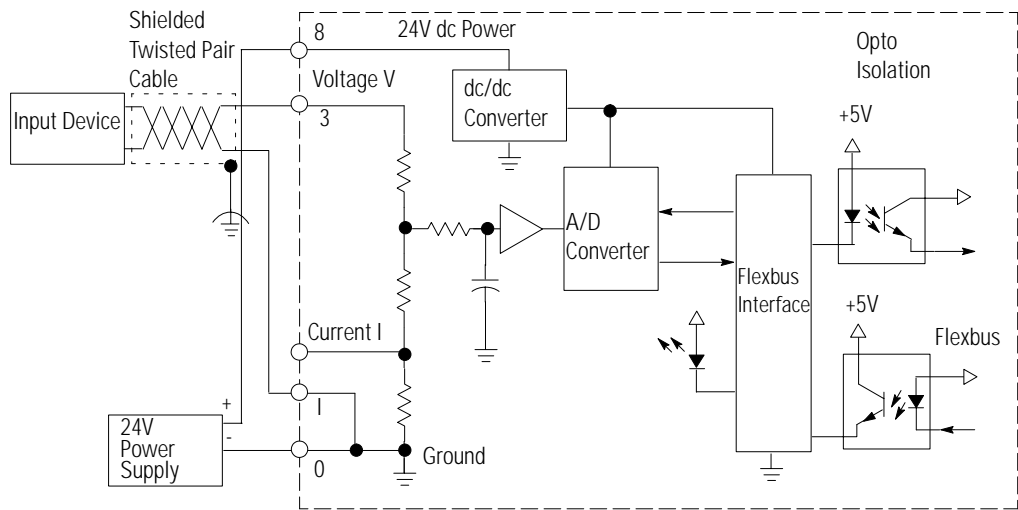 Shielded
Twisted Pair
Cable
8
24V dc Power
Opto
Isolation
Voltage V
dc/dc
Converter
Input Device
3
+5V
A/D
Converter
Flexbus
Interface
+5V
Current I
Flexbus
+
I
24V
Power
Supply
-
0
Ground